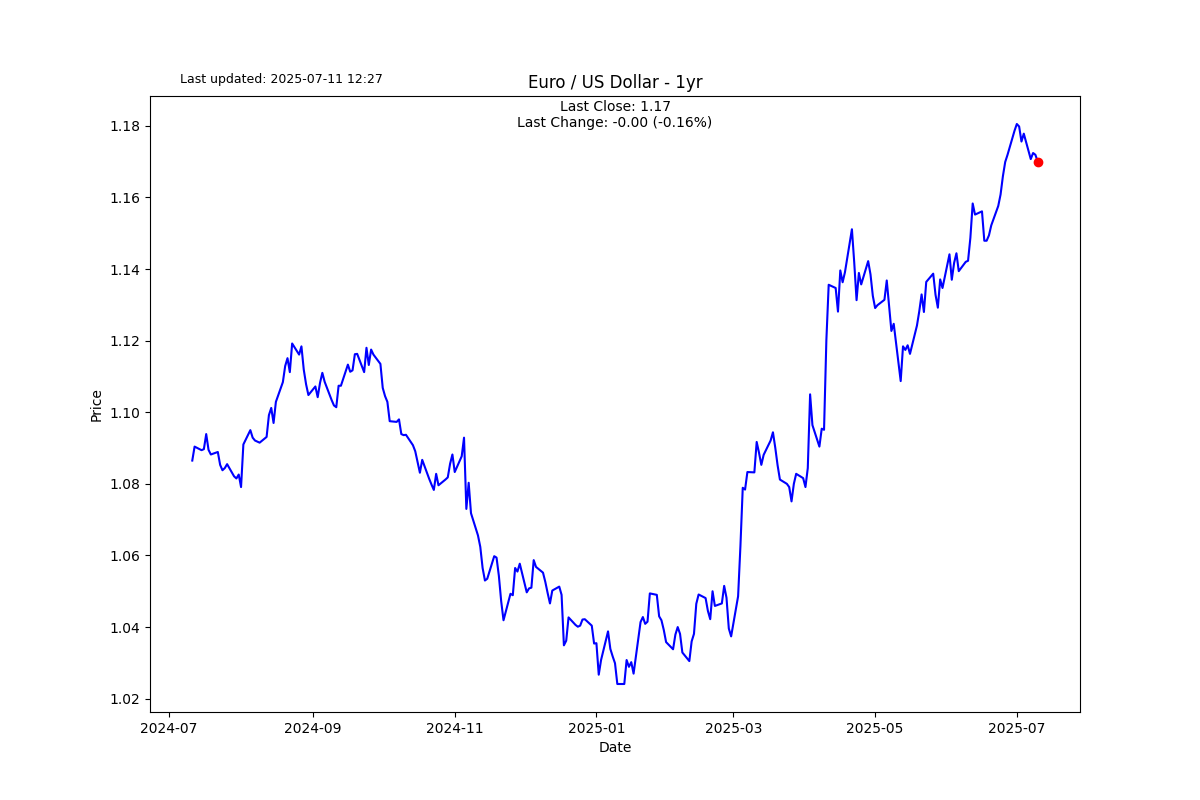 Last updated: 2025-07-11 12:27
Euro / US Dollar - 1yr
Last Close: 1.17
Last Change: -0.00 (-0.16%)
1.18
1.16
1.14
1.12
1.10
1.08
1.06
1.04
1.02
Price
2024-07
2024-09
2024-11
2025-01
2025-03
2025-05
2025-07
Date